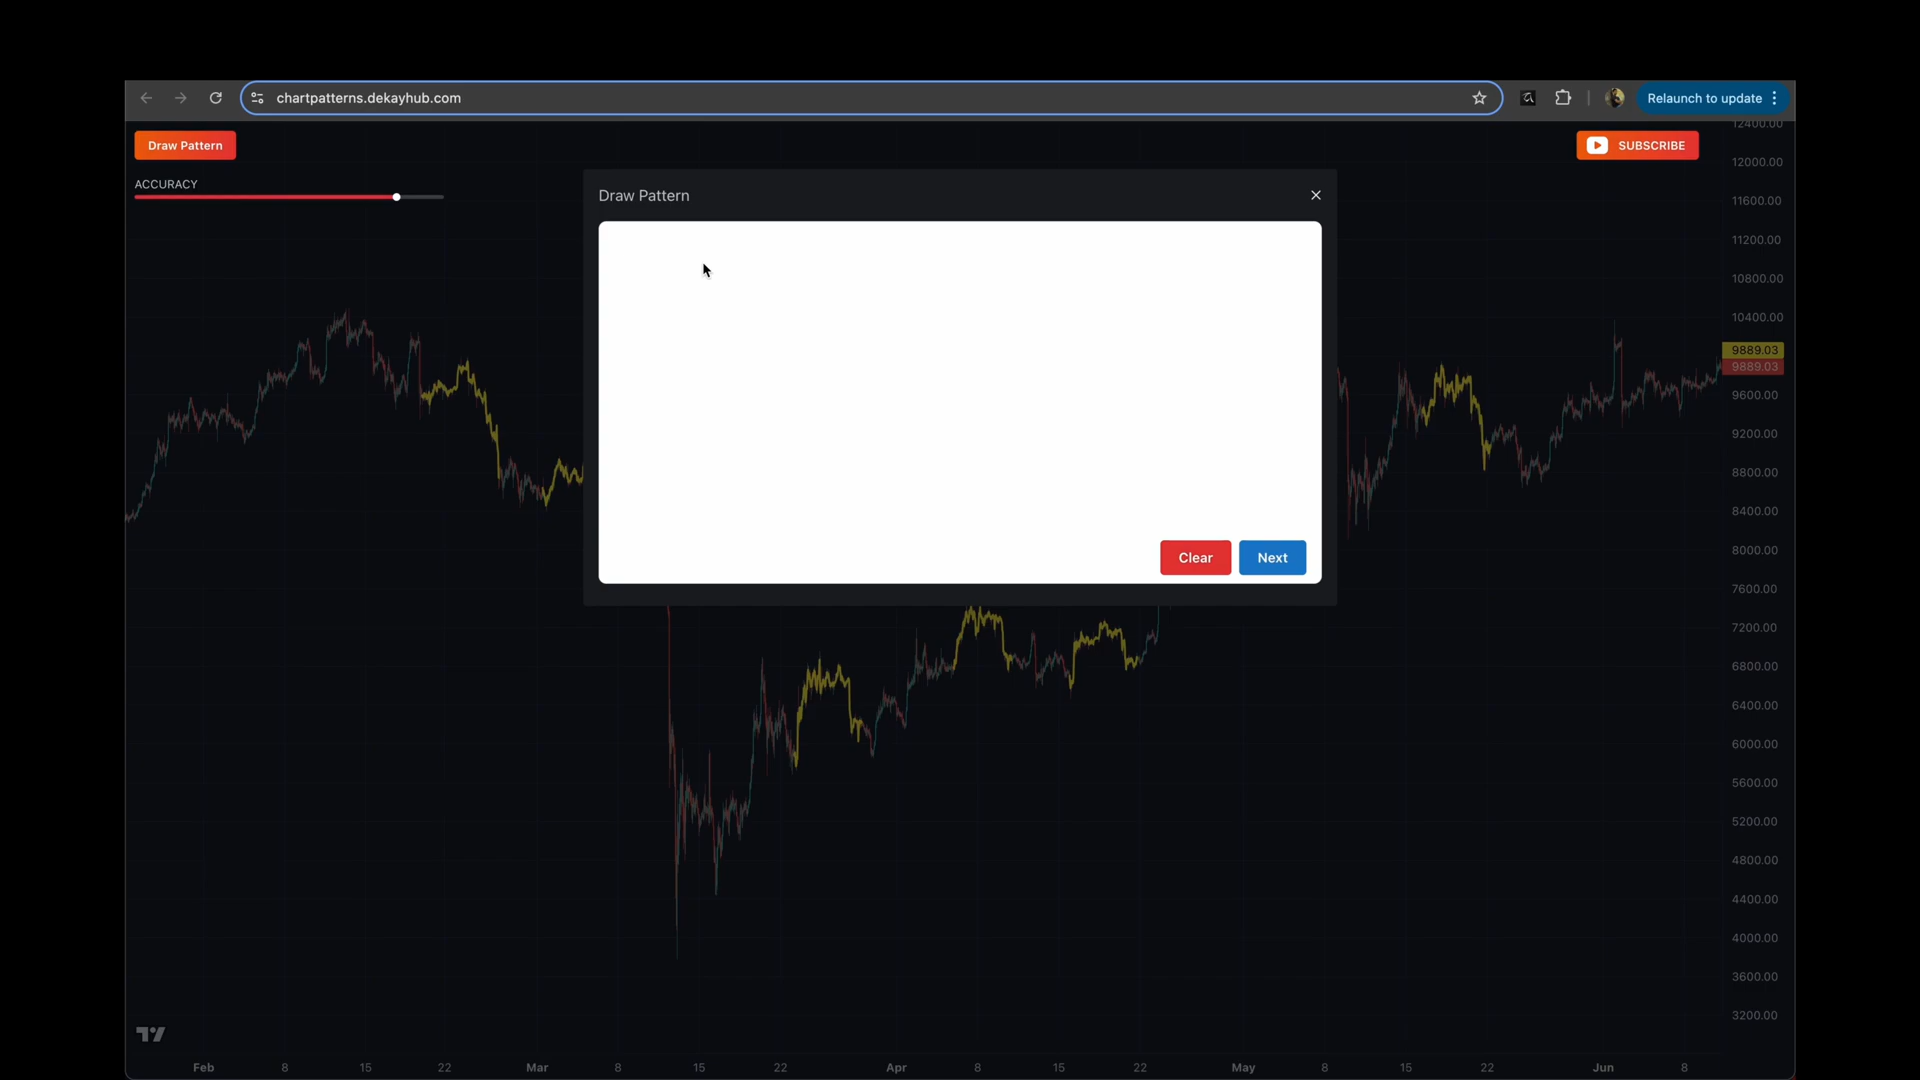 chartpatterns.dekayhub.com
Relaunch to update
Draw Pattern
SUBSCRIBE
ACCURACY
Draw Pattern
Clear
Next
12400.00
12000.00
11600.00
11200.00
10800.00
10400.00
9889.03
9889.03
9600.00
9200.00
8800.00
8400.00
8000.00
7600.00
7200.00
6800.00
6400.00
6000.00
5600.00
5200.00
4800.00
4400.00
4000.00
3600.00
3200.00
Feb 8 15 22 Mar 8 15 22 Apr 8 15 22 May 8 15 22 Jun 8